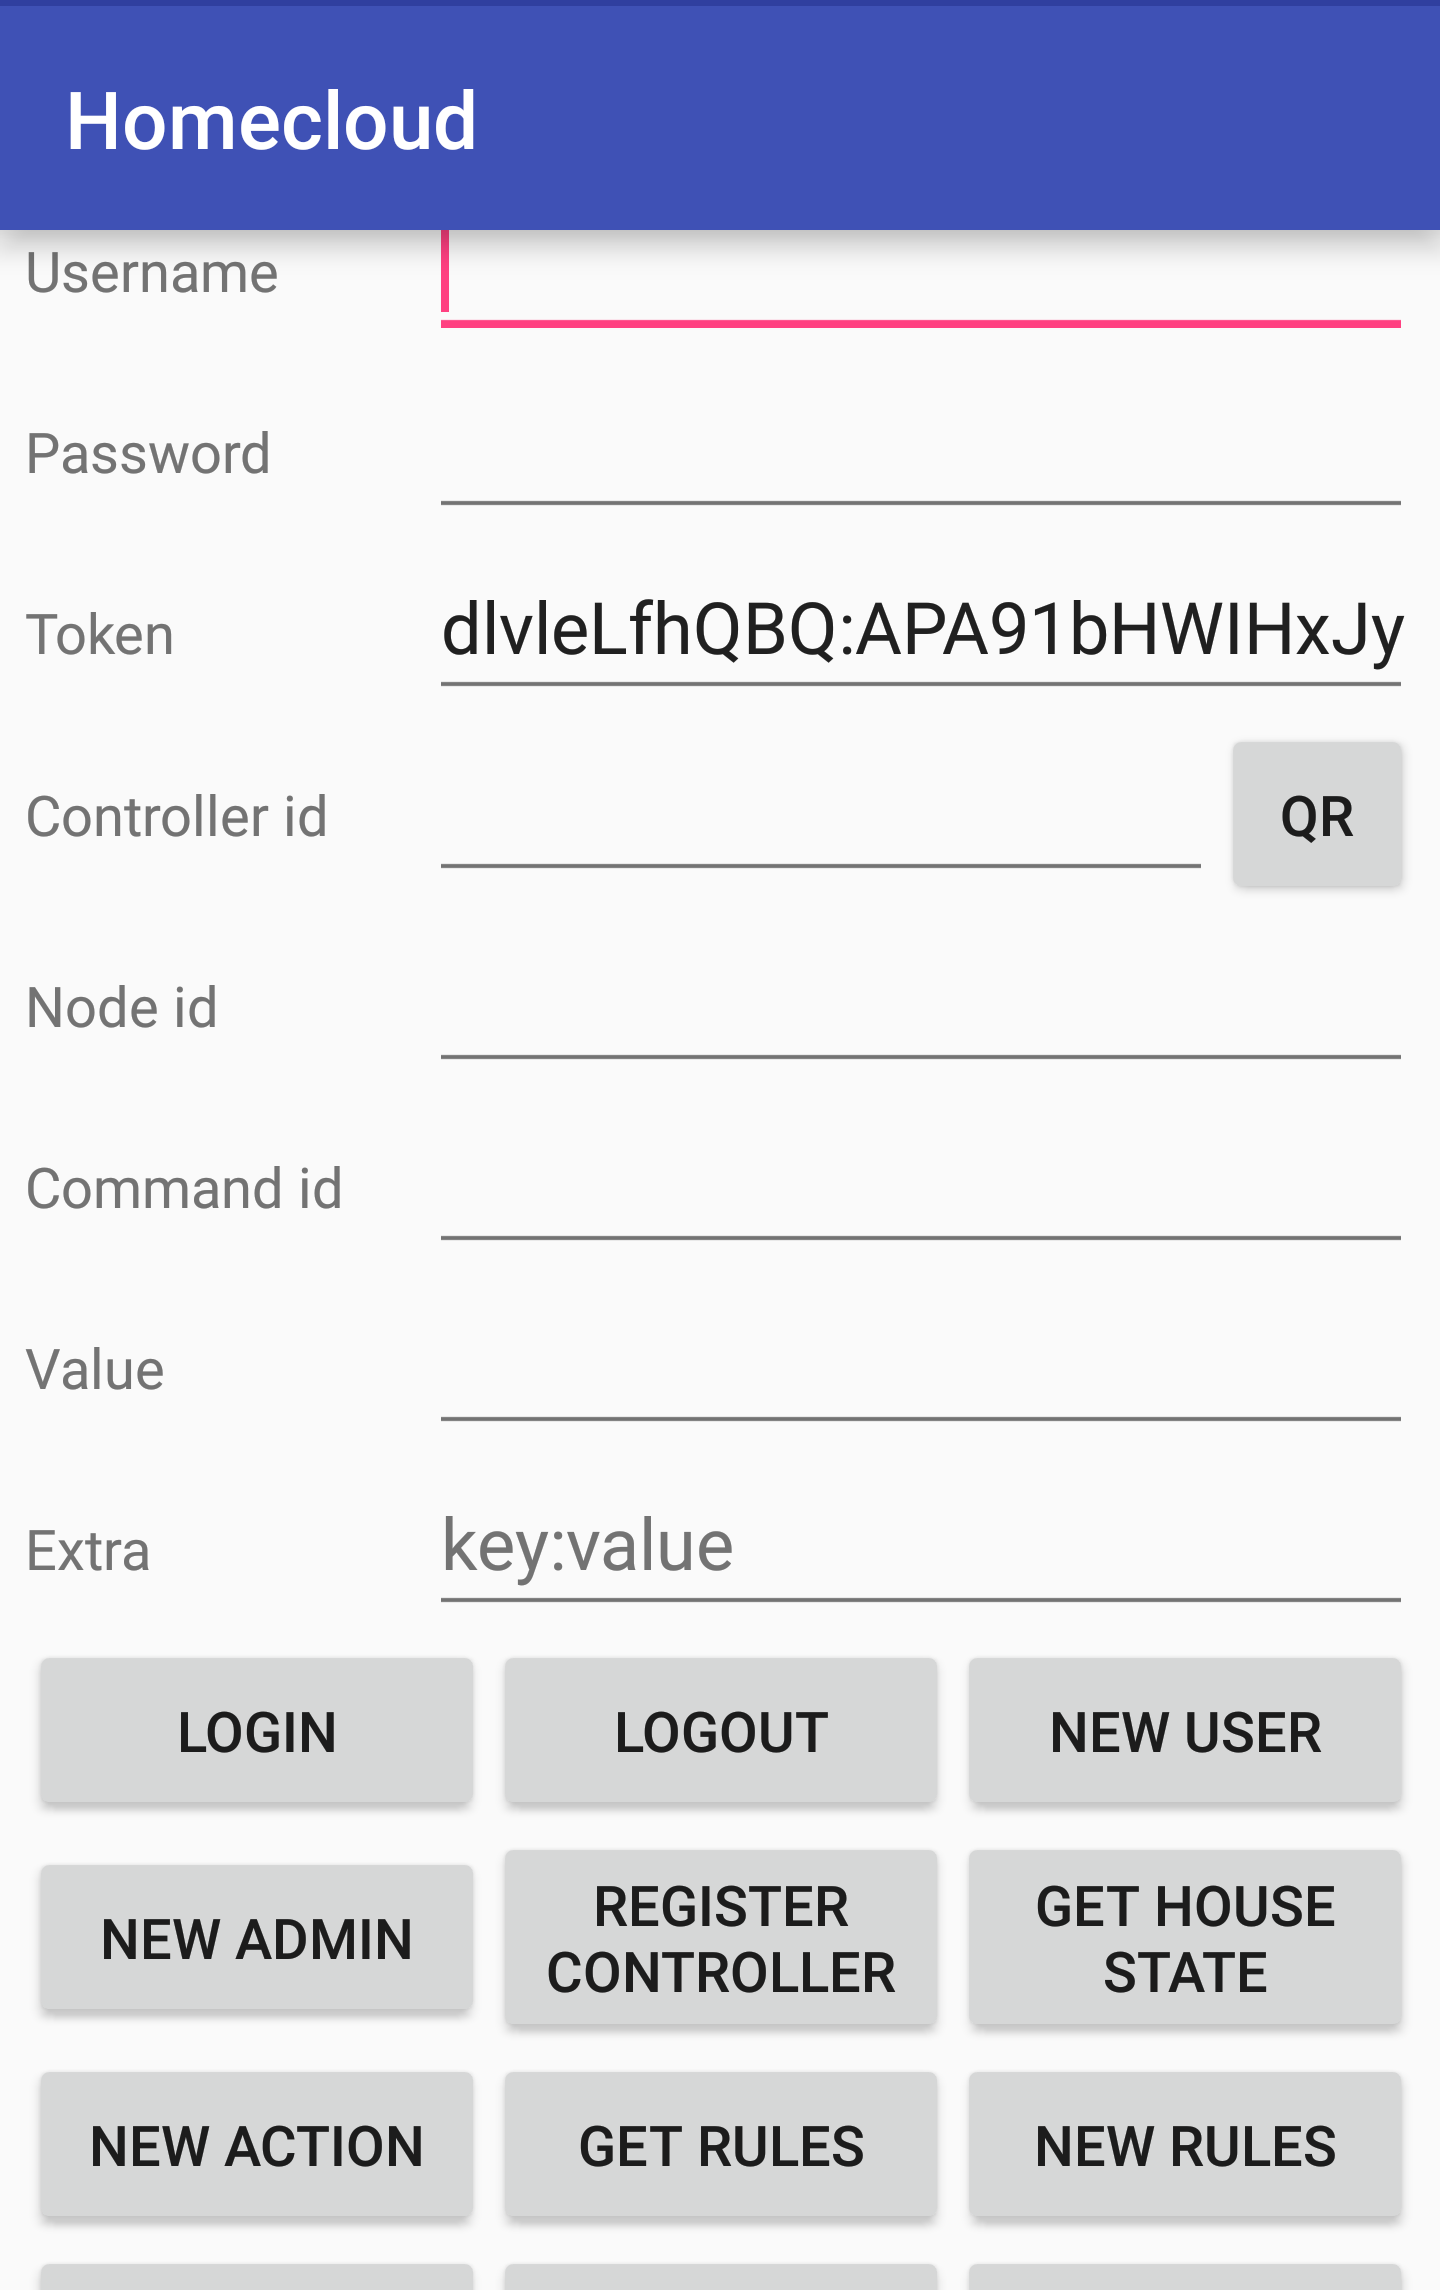 Homecloud
Username
Password
Token dlvleLfhQBQ:APA91bHWIHxJy
Controller id QR
Node id
Command id
Value
Extra key:value
LOGIN LOGOUT NEW USER
NEW ADMIN
REGISTER
CONTROLLER
GET HOUSE
STATE
NEW ACTION GET RULES NEW RULES